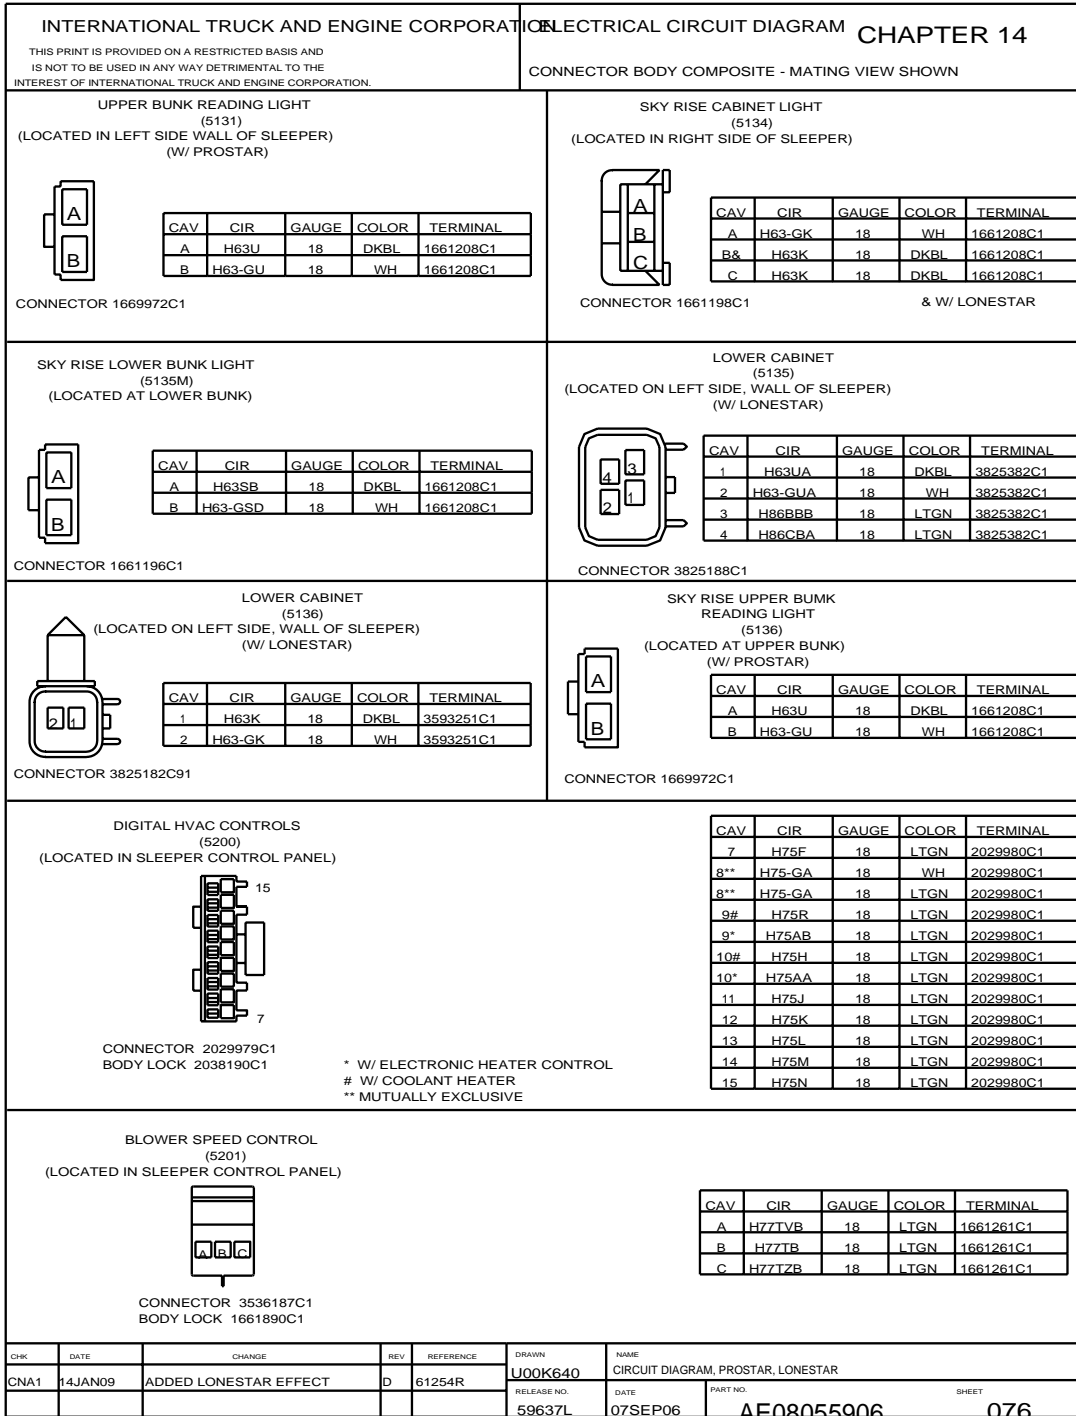 INTERNATIONAL TRUCK AND ENGINE CORPORATION
THIS PRINT IS PROVIDED ON A RESTRICTED BASIS AND
IS NOT TO BE USED IN ANY WAY DETRIMENTAL TO THE
INTEREST OF INTERNATIONAL TRUCK AND ENGINE CORPORATION.
ELECTRICAL CIRCUIT DIAGRAM CHAPTER 14
CONNECTOR BODY COMPOSITE - MATING VIEW SHOWN
UPPER BUNK READING LIGHT
(5131)
(LOCATED IN LEFT SIDE WALL OF SLEEPER)
(W/ PROSTAR)
A
B
CAV CIR GAUGE COLOR TERMINAL
A H63U 18 DKBL 1661208C1
B H63-GU 18 WH 1661208C1
CONNECTOR 1669972C1
SKY RISE CABINET LIGHT
(5134)
(LOCATED IN RIGHT SIDE OF SLEEPER)
A
B
C
CAV CIR GAUGE COLOR TERMINAL
A H63-GK 18 WH 1661208C1
B& H63K 18 DKBL 1661208C1
C H63K 18 DKBL 1661208C1
CONNECTOR 1661198C1
& W/ LONESTAR
SKY RISE LOWER BUNK LIGHT
(5135M)
(LOCATED AT LOWER BUNK)
A
B
CAV CIR GAUGE COLOR TERMINAL
A H63SB 18 DKBL 1661208C1
B H63-GSD 18 WH 1661208C1
CONNECTOR 1661196C1
LOWER CABINET
(5135)
(LOCATED ON LEFT SIDE, WALL OF SLEEPER)
(W/ LONESTAR)
4 3
2 1
CAV CIR GAUGE COLOR TERMINAL
1 H63UA 18 DKBL 3825382C1
2 H63-GUA 18 WH 3825382C1
3 H86BBB 18 LTGN 3825382C1
4 H86CBA 18 LTGN 3825382C1
CONNECTOR 3825188C1
LOWER CABINET
(5136)
(LOCATED ON LEFT SIDE, WALL OF SLEEPER)
(W/ LONESTAR)
2 1
CAV CIR GAUGE COLOR TERMINAL
1 H63K 18 DKBL 3593251C1
2 H63-GK 18 WH 3593251C1
CONNECTOR 3825182C91
SKY RISE UPPER BUMK
READING LIGHT
(5136)
(LOCATED AT UPPER BUNK)
(W/ PROSTAR)
A
B
CAV CIR GAUGE COLOR TERMINAL
A H63U 18 DKBL 1661208C1
B H63-GU 18 WH 1661208C1
CONNECTOR 1669972C1
DIGITAL HVAC CONTROLS
(5200)
(LOCATED IN SLEEPER CONTROL PANEL)
15
7
CONNECTOR 2029979C1
BODY LOCK 2038190C1
* W/ ELECTRONIC HEATER CONTROL
# W/ COOLANT HEATER
** MUTUALLY EXCLUSIVE
CAV CIR GAUGE COLOR TERMINAL
7 H75F 18 LTGN 2029980C1
8** H75-GA 18 WH 2029980C1
8** H75-GA 18 LTGN 2029980C1
9# H75R 18 LTGN 2029980C1
9* H75AB 18 LTGN 2029980C1
10# H75H 18 LTGN 2029980C1
10* H75AA 18 LTGN 2029980C1
11 H75J 18 LTGN 2029980C1
12 H75K 18 LTGN 2029980C1
13 H75L 18 LTGN 2029980C1
14 H75M 18 LTGN 2029980C1
15 H75N 18 LTGN 2029980C1
BLOWER SPEED CONTROL
(5201)
(LOCATED IN SLEEPER CONTROL PANEL)
A B C
CONNECTOR 3536187C1
BODY LOCK 1661890C1
CAV CIR GAUGE COLOR TERMINAL
A H77TVB 18 LTGN 1661261C1
B H77TB 18 LTGN 1661261C1
C H77TZB 18 LTGN 1661261C1
CHK DATE CHANGE REV REFERENCE
CNA1 14JAN09 ADDED LONESTAR EFFECT D 61254R
DRAWN
U00K640
NAME
CIRCUIT DIAGRAM, PROSTAR, LONESTAR
RELEASE NO.
59637L
DATE
07SEP06
PART NO.
AE08055906
SHEET
076